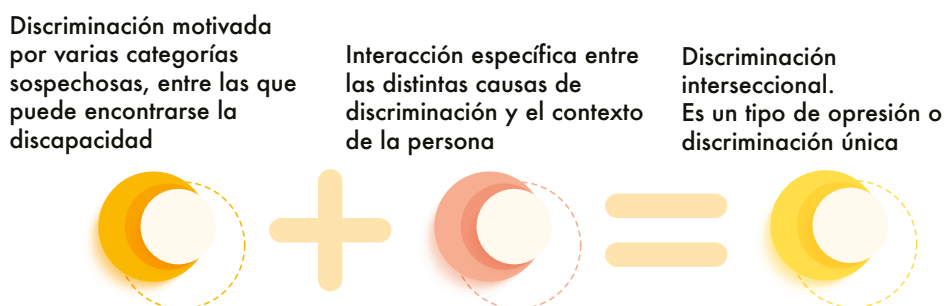 Discriminación motivada
por varias categorías
sospechosas, entre las que
puede encontrarse la
discapacidad
Interacción específica entre
las distintas causas de
discriminación y el contexto
de la persona
Discriminación
interseccional.
Es un tipo de opresión o
discriminación única